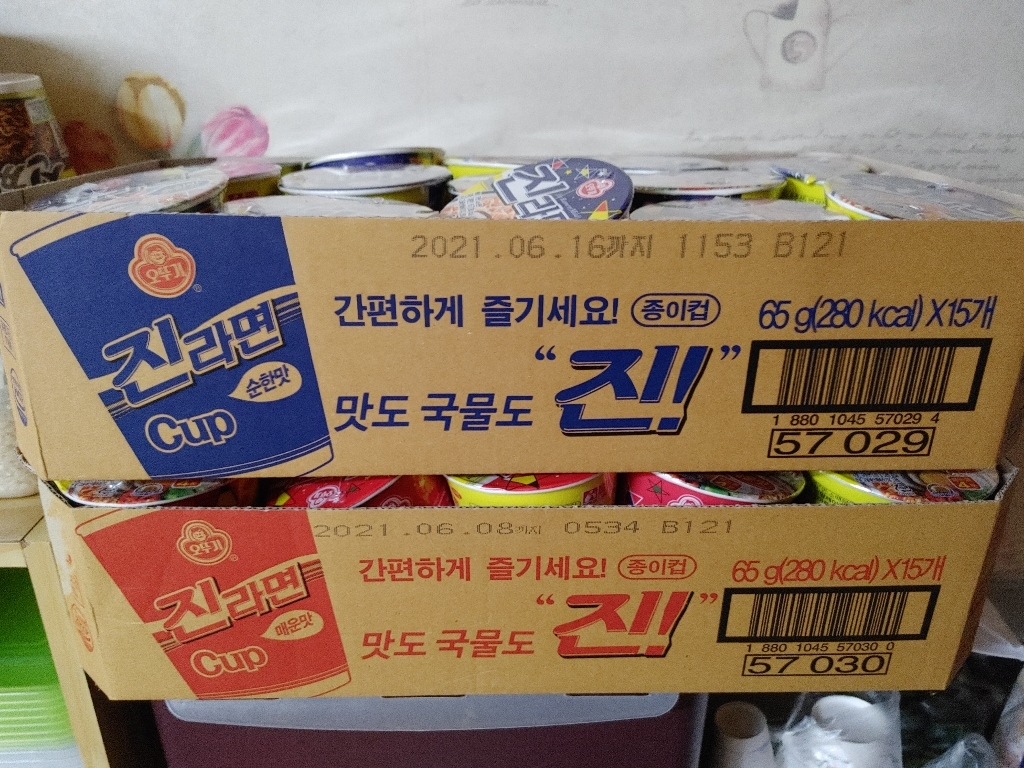 진라
2021.06.16까지 1153 B121
오뚜기
간편하게 즐기세요! 종이컵
65 g(280 kcal) X15개
진라면
순한맛
Cup
맛도 국물도 “진!”
1 880 1045 57029 4
57 029
2021.06.08까지 0534 B121
오뚜기
간편하게 즐기세요! 종이컵
65 g(280 kcal) X15개
진라면
매운맛
Cup
맛도 국물도 “진!”
1 880 1045 57030 0
57 030